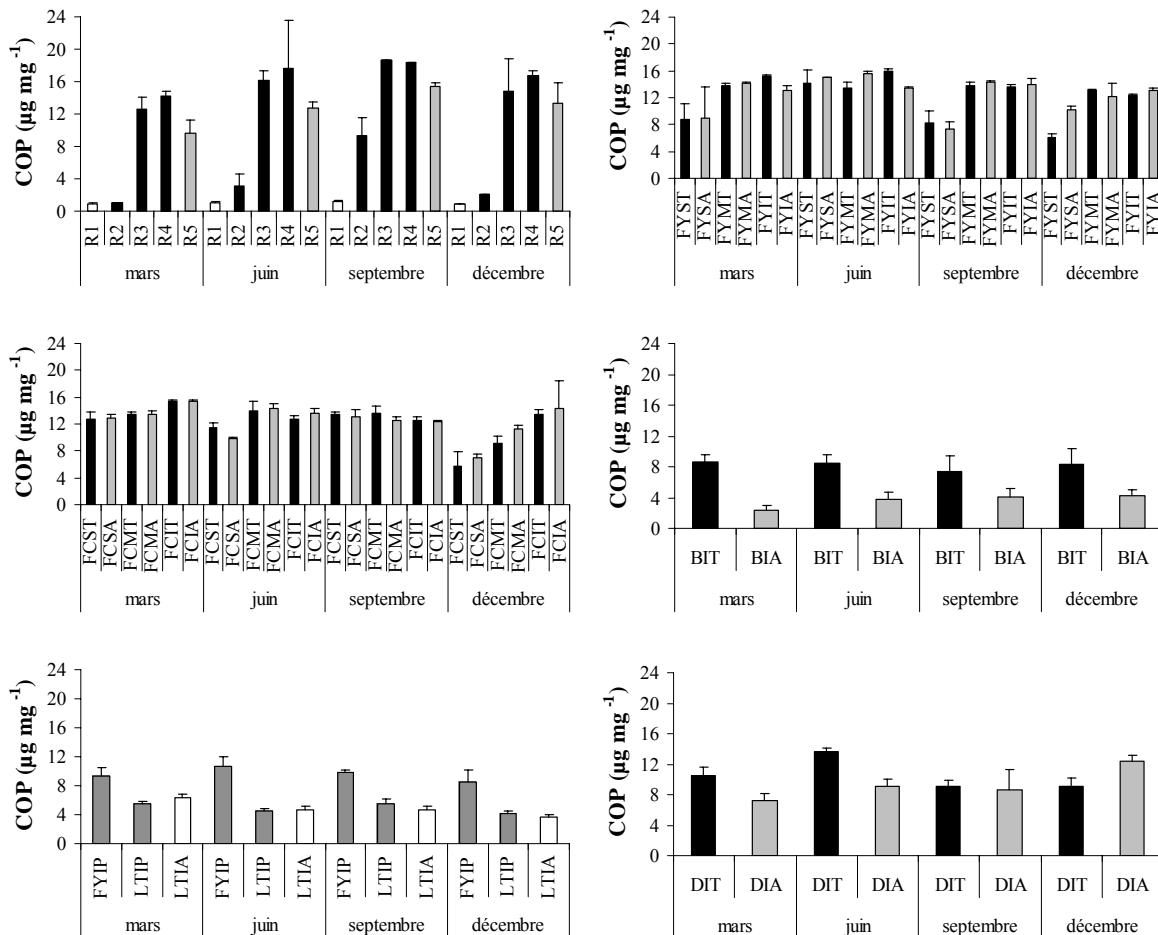 COP (µg mg -1)
24
20
16
12
8
4
0
R1 R2 R3 R4 R5 R1 R2 R3 R4 R5 R1 R2 R3 R4 R5 R1 R2 R3 R4 R5
mars juin septembre décembre
COP (µg mg -1)
24
20
16
12
8
4
0
FYST FYSA FYMT FYMA FYIT FYIA FYST FYSA FYMT FYMA FYIT FYIA FYST FYSA FYMT FYMA FYIT FYIA FYST FYSA FYMT FYMA FYIT FYIA
mars juin septembre décembre
COP (µg mg -1)
24
20
16
12
8
4
0
FCST FCSA FCMT FCMA FCIT FCIA FCST FCSA FCMT FCMA FCIT FCIA FCST FCSA FCMT FCMA FCIT FCIA FCST FCSA FCMT FCMA FCIT FCIA
mars juin septembre décembre
COP (µg mg -1)
24
20
16
12
8
4
0
BIT BIA BIT BIA BIT BIA BIT BIA
mars juin septembre décembre
COP (µg mg -1)
24
20
16
12
8
4
0
FYIP LTIP LTIA FYIP LTIP LTIA FYIP LTIP LTIA FYIP LTIP LTIA
mars juin septembre décembre
COP (µg mg -1)
24
20
16
12
8
4
0
DIT DIA DIT DIA DIT DIA DIT DIA
mars juin septembre décembre